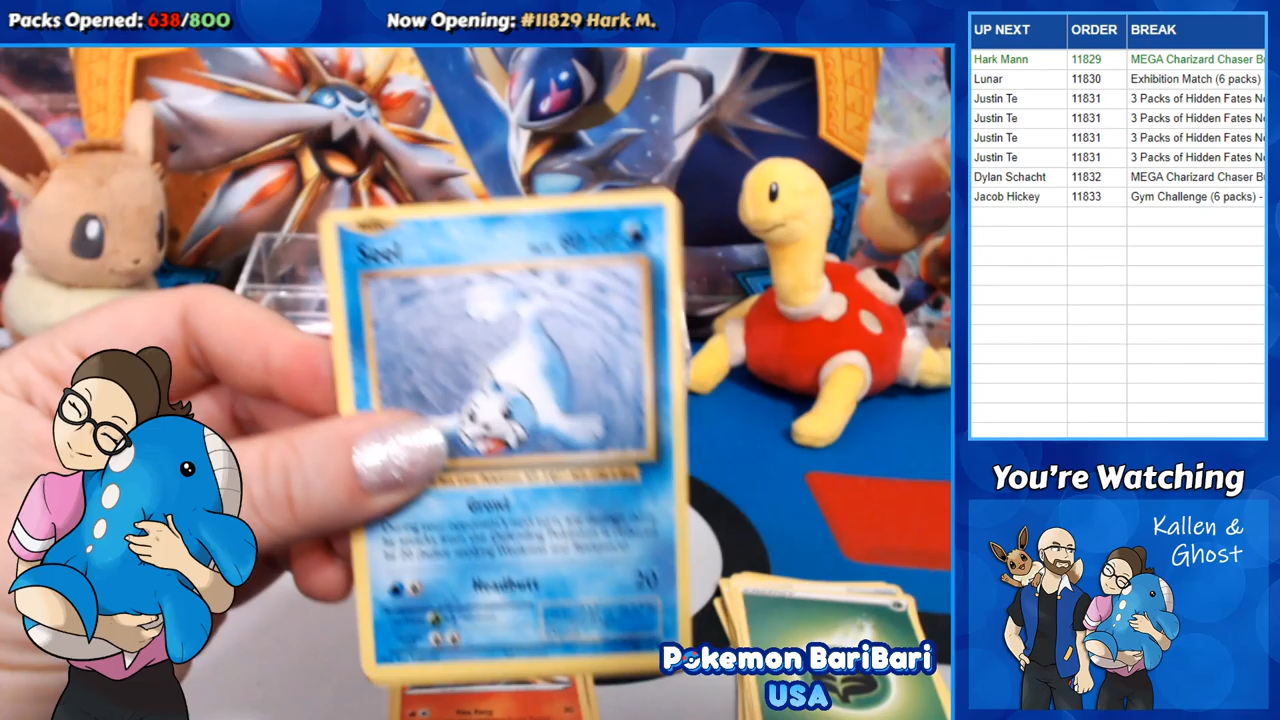 Packs Opened: 638/800
Now Opening: #11829 Hark M.
UP NEXT ORDER BREAK
Hark Mann 11829 MEGA Charizard Chaser B
Lunar 11830 Exhibition Match (6 packs)
Justin Te 11831 3 Packs of Hidden Fates N
Justin Te 11831 3 Packs of Hidden Fates N
Justin Te 11831 3 Packs of Hidden Fates N
Justin Te 11831 3 Packs of Hidden Fates N
Dylan Schacht 11832 MEGA Charizard Chaser B
Jacob Hickey 11833 Gym Challenge (6 packs) -
Seel
Growl
Headbutt 20
You're Watching
Kallen &
Ghost
Pokemon BariBari
USA